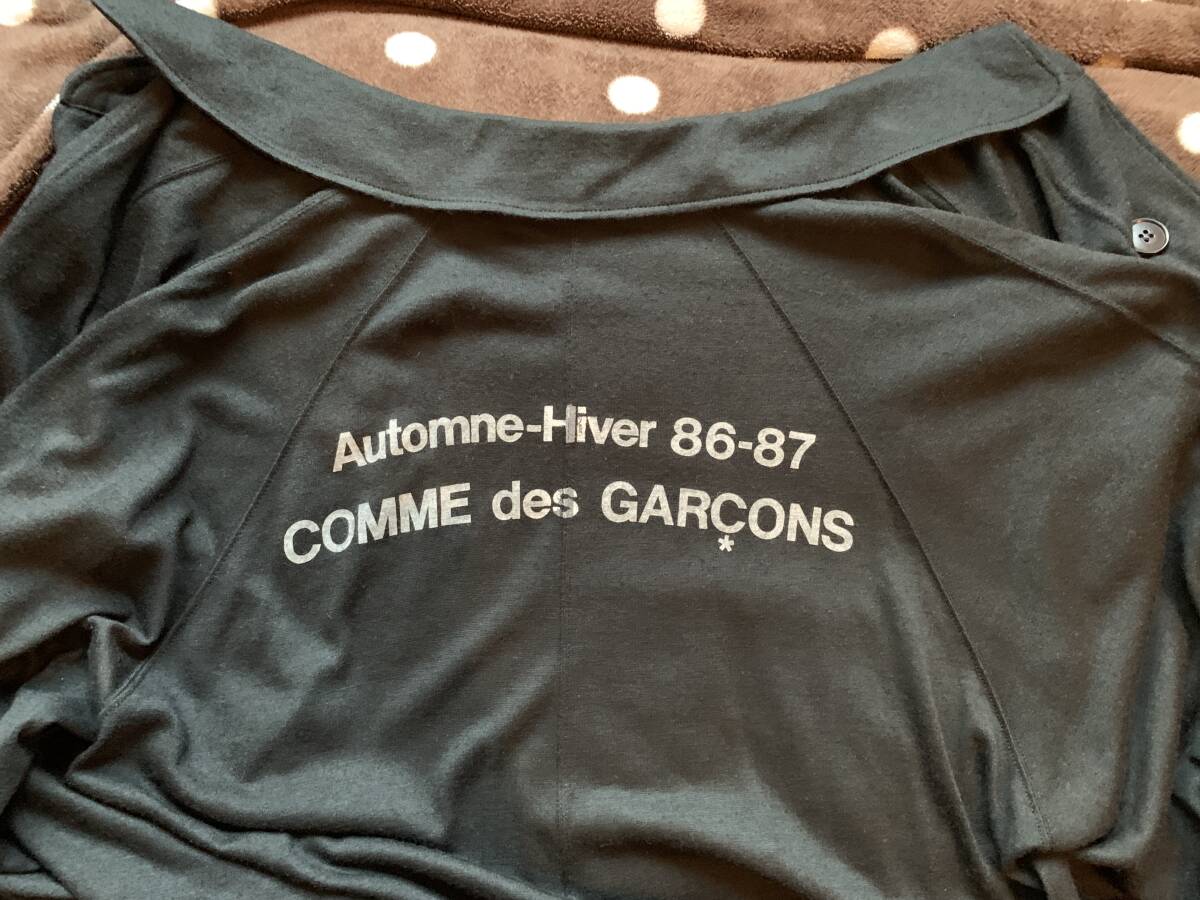 Automne-Hiver 86-87
COMME des GARÇONS
*